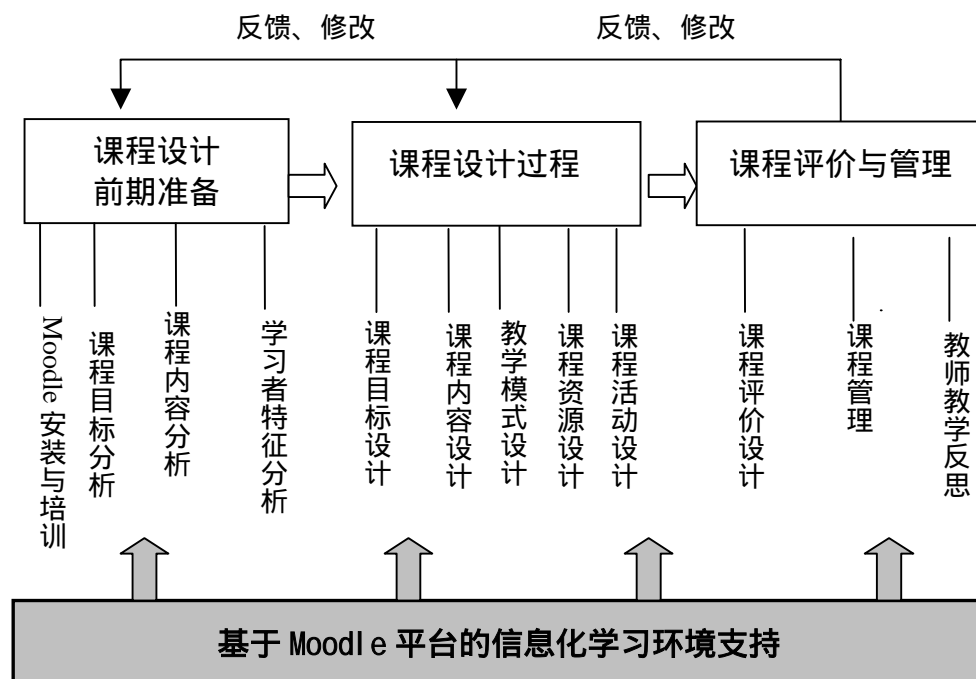 反馈、修改
反馈、修改
课程设计
前期准备
课程设计过程
课程评价与管理
Moodle 安装与培训
课程目标分析
课程内容分析
学习者特征分析
课程目标设计
课程内容设计
教学模式设计
课程资源设计
课程活动设计
课程评价设计
课程管理
教师教学反思
基于 Moodle 平台的信息化学习环境支持